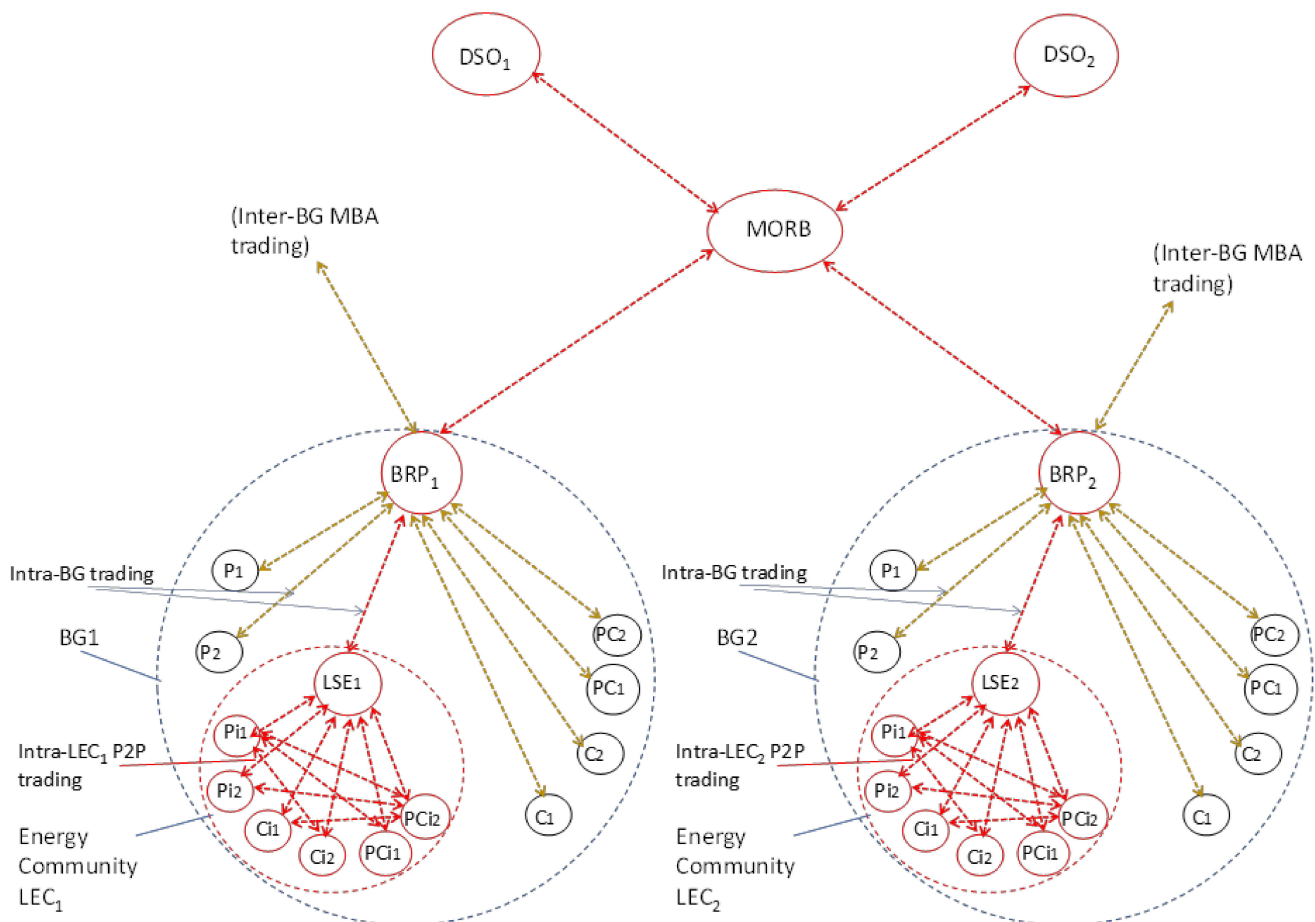 DSO1
DSO2
MORB
(Inter-BG MBA
trading)
(Inter-BG MBA
trading)
BRP1
BRP2
P1
Intra-BG trading
P2
BG1
PC2
PC1
C2
C1
LSE1
Pi1
Intra-LEC1 P2P
trading
Pi2
Ci1
Ci2
PCi1
PCi2
Energy
Community
LEC1
P1
Intra-BG trading
P2
BG2
PC2
PC1
C2
C1
LSE2
Pi1
Intra-LEC2 P2P
trading
Pi2
Ci1
Ci2
PCi1
PCi2
Energy
Community
LEC2